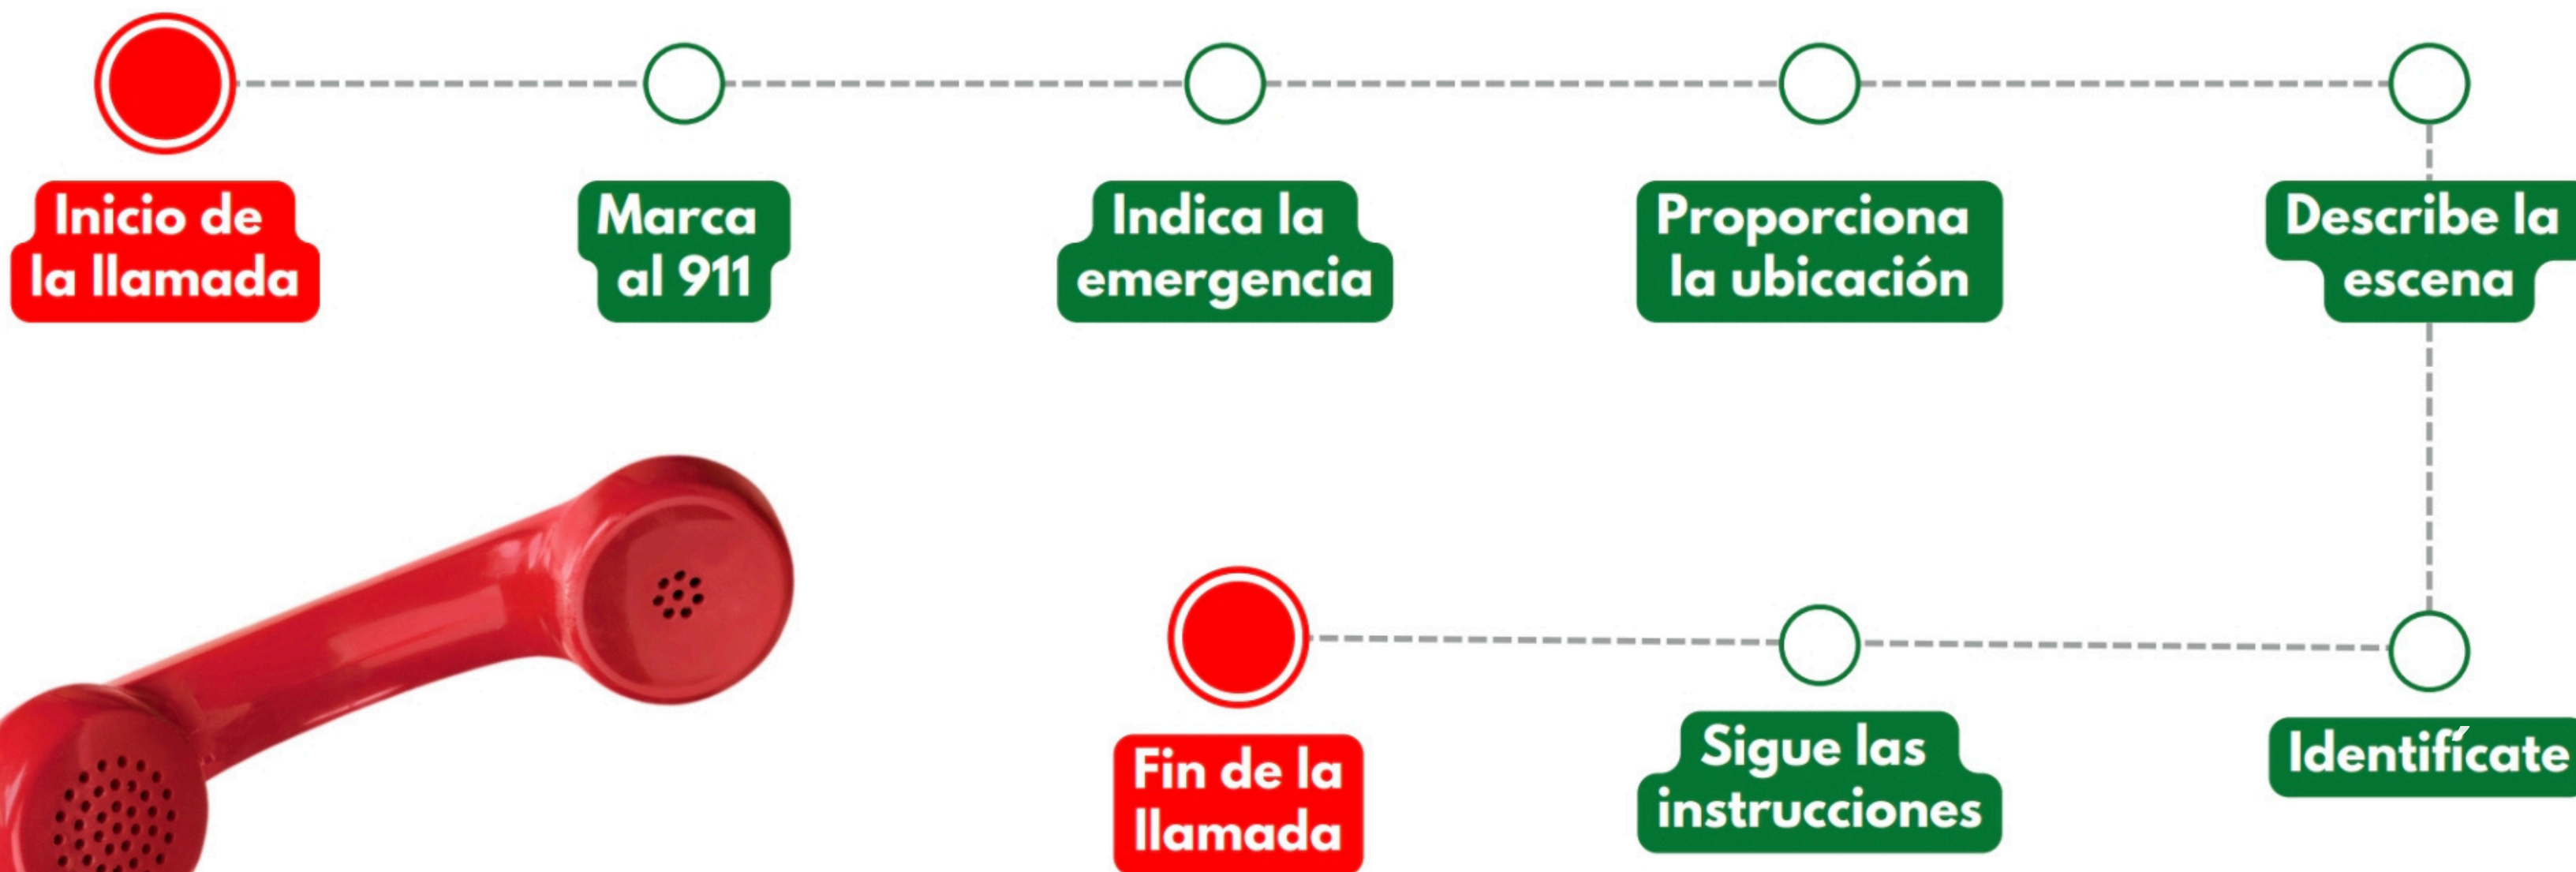 Inicio de
la llamada
Marca
al 911
Indica la
emergencia
Proporciona
la ubicación
Describe la
escena
Identifícate
Sigue las
instrucciones
Fin de la
llamada